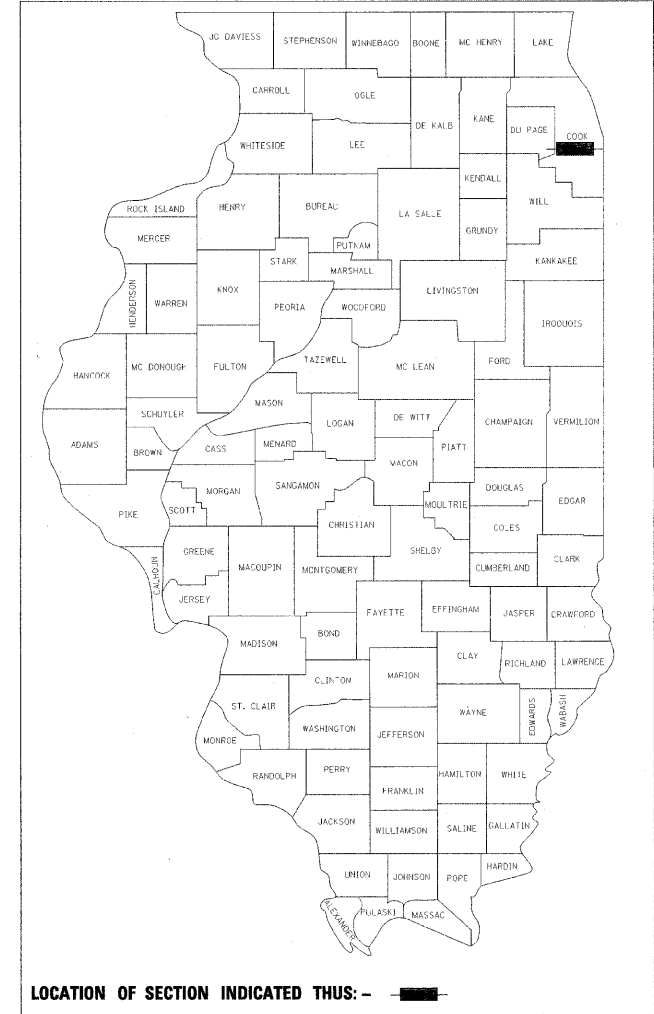 JO DAVIESS STEPHENSON WINNEBAGO BOONE MC HENRY LAKE
CARROLL OGLE DE KALB KANE DU PAGE COOK
WHITESIDE LEE
KENDALL
ROCK ISLAND HENRY BUREAU LA SALLE WILL
MERCER PUTNAM GRUNDY
STARK MARSHALL KANKAKEE
HENDERSON WARREN KNOX PEORIA WOODFORD LIVINGSTON
IROQUOIS
HANCOCK MC DONOUGH FULTON TAZEWELL MC LEAN FORD
MASON
SCHUYLER LOGAN DE WITT CHAMPAIGN VERMILION
ADAMS BROWN CASS MENARD PIATT
MACON
PIKE SCOTT MORGAN SANGAMON DOUGLAS EDGAR
CHRISTIAN MOULTRIE
COLES
CALHOUN GREENE MACOUPIN MONTGOMERY SHELBY CUMBERLAND CLARK
JERSEY
FAYETTE EFFINGHAM JASPER CRAWFORD
MADISON BOND
CLAY RICHLAND LAWRENCE
CLINTON MARION
ST. CLAIR WAYNE EDWARDS WABASH
WASHINGTON
MONROE JEFFERSON
RANDOLPH PERRY HAMILTON WHITE
FRANKLIN
JACKSON WILLIAMSON SALINE GALLATIN
UNION JOHNSON POPE HARDIN
ALEXANDER PULASKI MASSAC
LOCATION OF SECTION INDICATED THUS: -